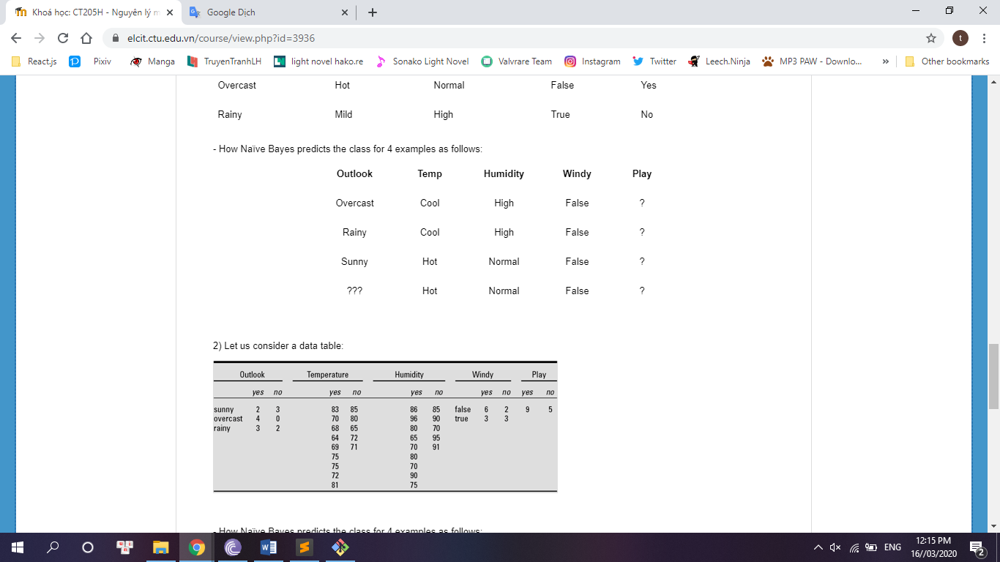 Khoá học: CT205H - Nguyên lý m
Google Dịch
elcit.ctu.edu.vn/course/view.php?id=3936
t
React.js Pixiv Manga TruyenTranhLH light novel hako.re Sonako Light Novel Valvrare Team Instagram Twitter Leech.Ninja MP3 PAW - Downlo... » Other bookmarks
Overcast Hot Normal False Yes
Rainy Mild High True No
- How Naïve Bayes predicts the class for 4 examples as follows:
Outlook Temp Humidity Windy Play
Overcast Cool High False ?
Rainy Cool High False ?
Sunny Hot Normal False ?
??? Hot Normal False ?
2) Let us consider a data table:
Outlook Temperature Humidity Windy Play
yes no yes no yes no yes no yes no
sunny 2 3 83 85 86 85 false 6 2 9 5
overcast 4 0 70 80 96 90 true 3 3
rainy 3 2 68 65 80 70
64 72 65 95
69 71 70 91
75 80
75 70
72 90
81 75
- How Naïve Bayes predicts the class for 4 examples as follows:
ENG
12:15 PM
16//03/2020
2